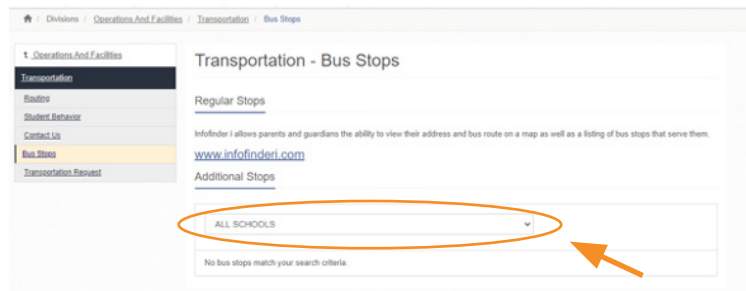 / Divisions / Operations And Facilities / Transportation / Bus Stops
Operations And Facilities
Transportation
Routing
Student Behavior
Contact Us
Bus Stops
Transportation Request
Transportation - Bus Stops
Regular Stops
Infofinder i allows parents and guardians the ability to view their address and bus route on a map as well as a listing of bus stops that serve them.
www.infofinderi.com
Additional Stops
ALL SCHOOLS
No bus stops match your search criteria.